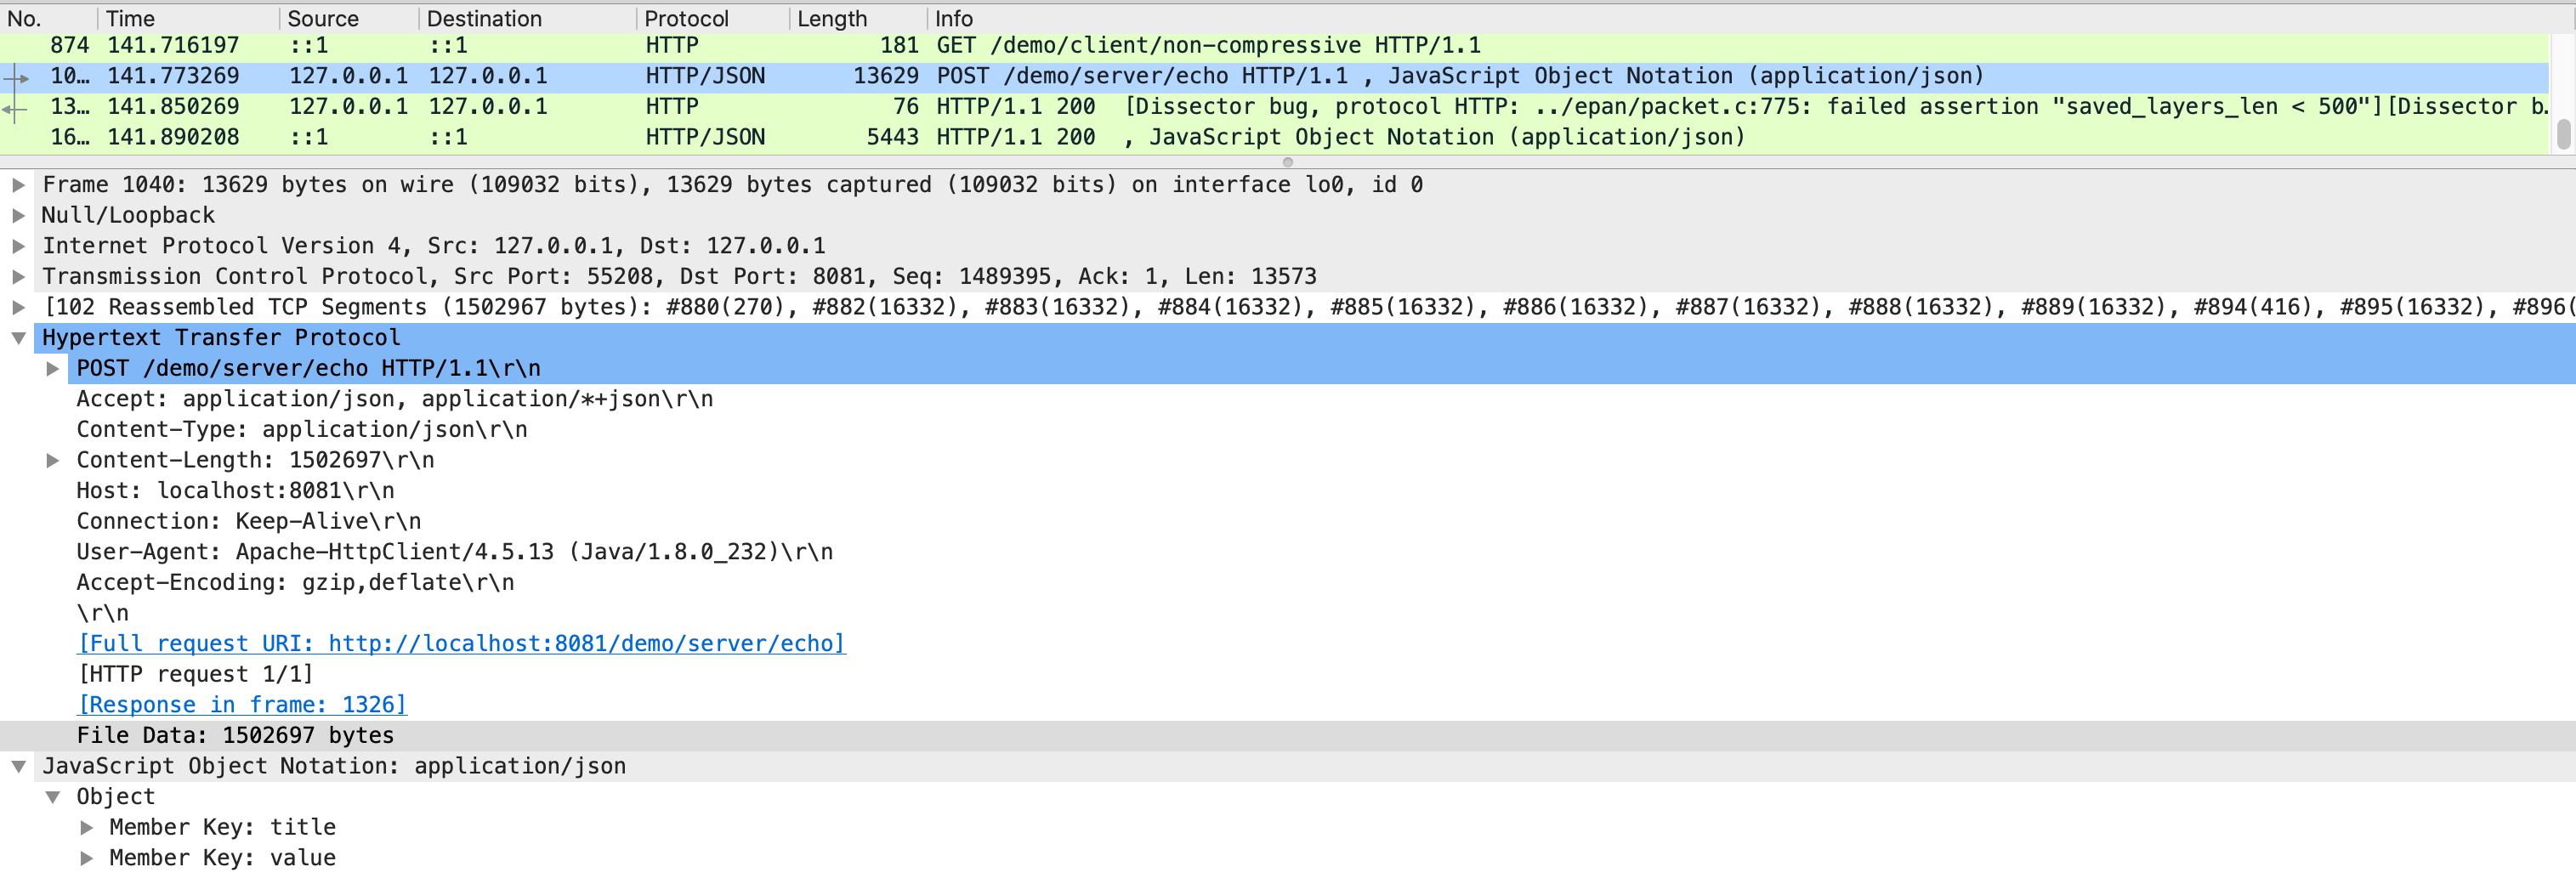 No. Time Source Destination Protocol Length Info
874 141.716197 ::1 ::1 HTTP 181 GET /demo/client/non-compressive HTTP/1.1
10… 141.773269 127.0.0.1 127.0.0.1 HTTP/JSON 13629 POST /demo/server/echo HTTP/1.1 , JavaScript Object Notation (application/json)
13… 141.850269 127.0.0.1 127.0.0.1 HTTP 76 HTTP/1.1 200  [Dissector bug, protocol HTTP: ../epan/packet.c:775: failed assertion "saved_layers_len < 500"][Dissector b…
16… 141.890208 ::1 ::1 HTTP/JSON 5443 HTTP/1.1 200  , JavaScript Object Notation (application/json)
Frame 1040: 13629 bytes on wire (109032 bits), 13629 bytes captured (109032 bits) on interface lo0, id 0
Null/Loopback
Internet Protocol Version 4, Src: 127.0.0.1, Dst: 127.0.0.1
Transmission Control Protocol, Src Port: 55208, Dst Port: 8081, Seq: 1489395, Ack: 1, Len: 13573
[102 Reassembled TCP Segments (1502967 bytes): #880(270), #882(16332), #883(16332), #884(16332), #885(16332), #886(16332), #887(16332), #888(16332), #889(16332), #894(416), #895(16332), #896(
Hypertext Transfer Protocol
POST /demo/server/echo HTTP/1.1\r\n
Accept: application/json, application/*+json\r\n
Content-Type: application/json\r\n
Content-Length: 1502697\r\n
Host: localhost:8081\r\n
Connection: Keep-Alive\r\n
User-Agent: Apache-HttpClient/4.5.13 (Java/1.8.0_232)\r\n
Accept-Encoding: gzip,deflate\r\n
\r\n
[Full request URI: http://localhost:8081/demo/server/echo]
[HTTP request 1/1]
[Response in frame: 1326]
File Data: 1502697 bytes
JavaScript Object Notation: application/json
Object
Member Key: title
Member Key: value